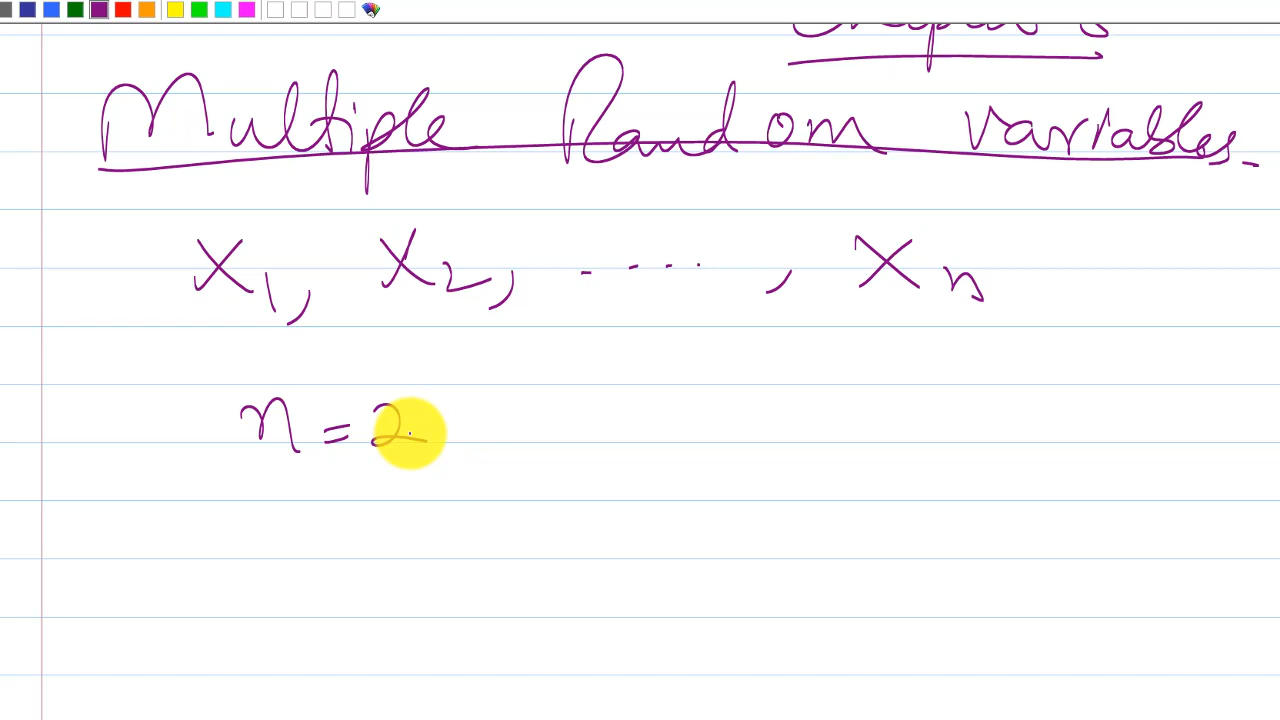 Multiple Random Variables.
X1, X2, ....., Xn
n = 2